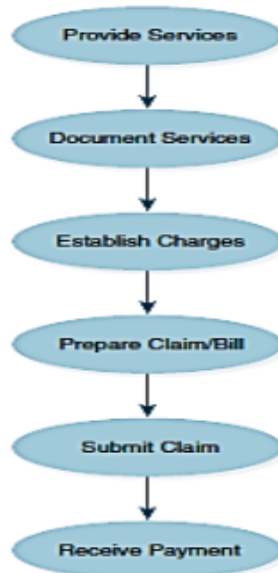 Provide Services
Document Services
Establish Charges
Prepare Claim/Bill
Submit Claim
Receive Payment